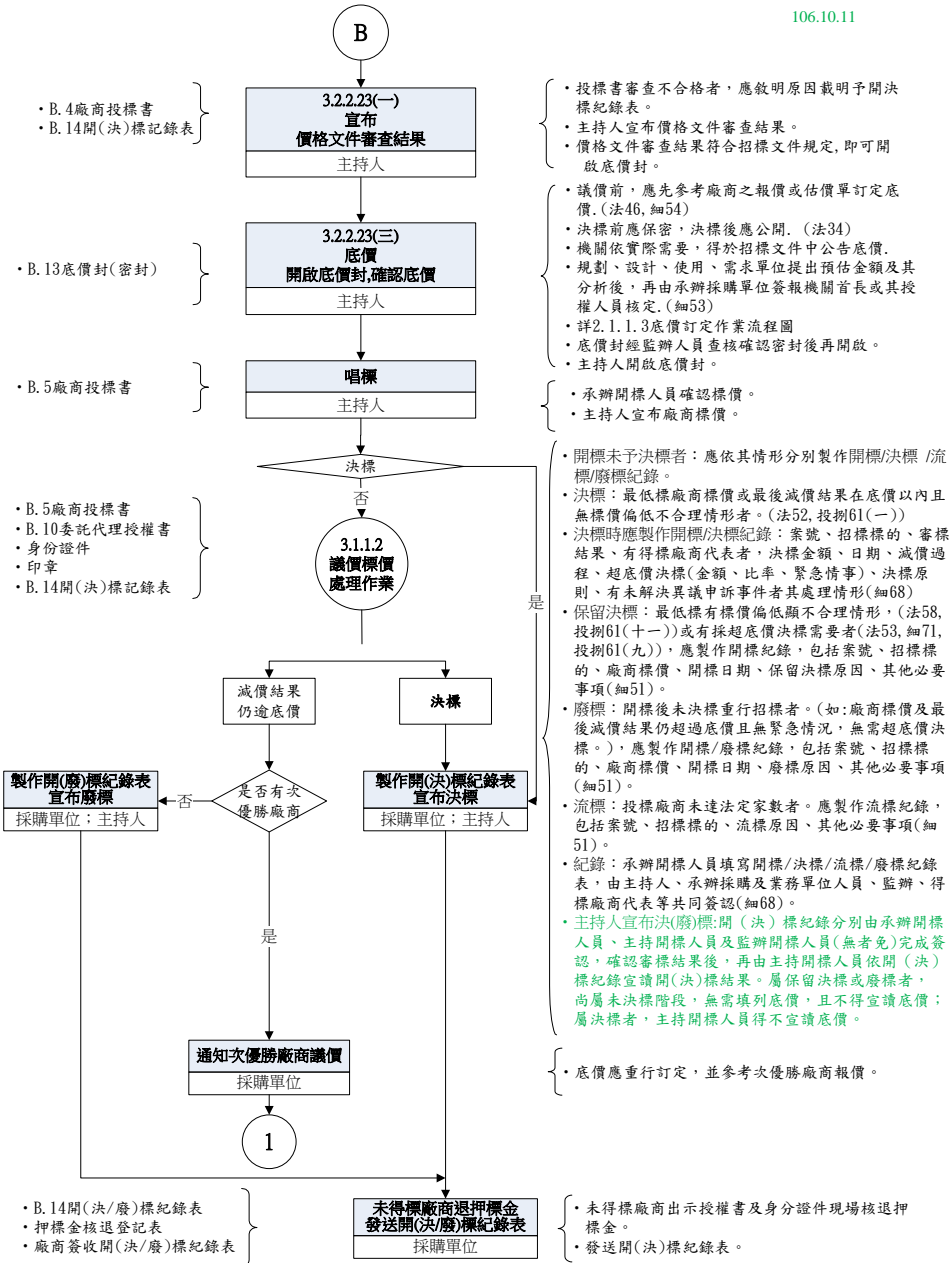 106.10.11
B
・B.4廠商投標書
・B.14開(決)標記錄表
3.2.2.23(一)
宣布
價格文件審查結果
主持人
・投標書審查不合格者，應敘明原因載明予開決
標紀錄表。
・主持人宣布價格文件審查結果。
・價格文件審查結果符合招標文件規定,即可開
啟底價封。
・B.13底價封(密封)
3.2.2.23(三)
底價
開啟底價封,確認底價
主持人
・議價前，應先參考廠商之報價或估價單訂定底
價.(法46,細54)
・決標前應保密，決標後應公開. (法34)
・機關依實際需要，得於招標文件中公告底價.
・規劃、設計、使用、需求單位提出預估金額及其
分析後，再由承辦採購單位簽報機關首長或其授
權人員核定.(細53)
・詳2.1.1.3底價訂定作業流程圖
・底價封經監辦人員查核確認密封後再開啟。
・主持人開啟底價封。
・B.5廠商投標書
唱標
主持人
・承辦開標人員確認標價。
・主持人宣布廠商標價。
決標
否
是
・B.5廠商投標書
・B.10委託代理授權書
・身份證件
・印章
・B.14開(決)標記錄表
3.1.1.2
議價標價
處理作業
減價結果
仍逾底價
決標
製作開(廢)標紀錄表
宣布廢標
採購單位；主持人
否
是否有次
優勝廠商
製作開(決)標紀錄表
宣布決標
採購單位；主持人
是
・開標未予決標者：應依其情形分別製作開標/決標 /流
標/廢標紀錄。
・決標：最低標廠商標價或最後減價結果在底價以內且
無標價偏低不合理情形者。(法52,投捌61(一))
・決標時應製作開標/決標紀錄：案號、招標標的、審標
結果、有得標廠商代表者，決標金額、日期、減價過
程、超底價決標(金額、比率、緊急情事)、決標原
則、有未解決異議申訴事件者其處理情形(細68)
・保留決標：最低標有標價偏低顯不合理情形，(法58,
投捌61(十一))或有採超底價決標需要者(法53,細71,
投捌61(九))，應製作開標紀錄，包括案號、招標標
的、廠商標價、開標日期、保留決標原因、其他必要
事項(細51)。
・廢標：開標後未決標重行招標者。(如:廠商標價及最
後減價結果仍超過底價且無緊急情況，無需超底價決
標。)，應製作開標/廢標紀錄，包括案號、招標標
的、廠商標價、開標日期、廢標原因、其他必要事項
(細51)。
・流標：投標廠商未達法定家數者。應製作流標紀錄，
包括案號、招標標的、流標原因、其他必要事項(細
51)。
・紀錄：承辦開標人員填寫開標/決標/流標/廢標紀錄
表，由主持人、承辦採購及業務單位人員、監辦、得
標廠商代表等共同簽認(細68)。
・主持人宣布決(廢)標:開（決）標紀錄分別由承辦開標
人員、主持開標人員及監辦開標人員(無者免)完成簽
認，確認審標結果後，再由主持開標人員依開（決）
標紀錄宣讀開(決)標結果。屬保留決標或廢標者，
尚屬未決標階段，無需填列底價，且不得宣讀底價；
屬決標者，主持開標人員得不宣讀底價。
通知次優勝廠商議價
採購單位
・底價應重行訂定，並參考次優勝廠商報價。
1
・B.14開(決/廢)標紀錄表
・押標金核退登記表
・廠商簽收開(決/廢)標紀錄表
未得標廠商退押標金
發送開(決/廢)標紀錄表
採購單位
・未得標廠商出示授權書及身分證件現場核退押
標金。
・發送開(決)標紀錄表。